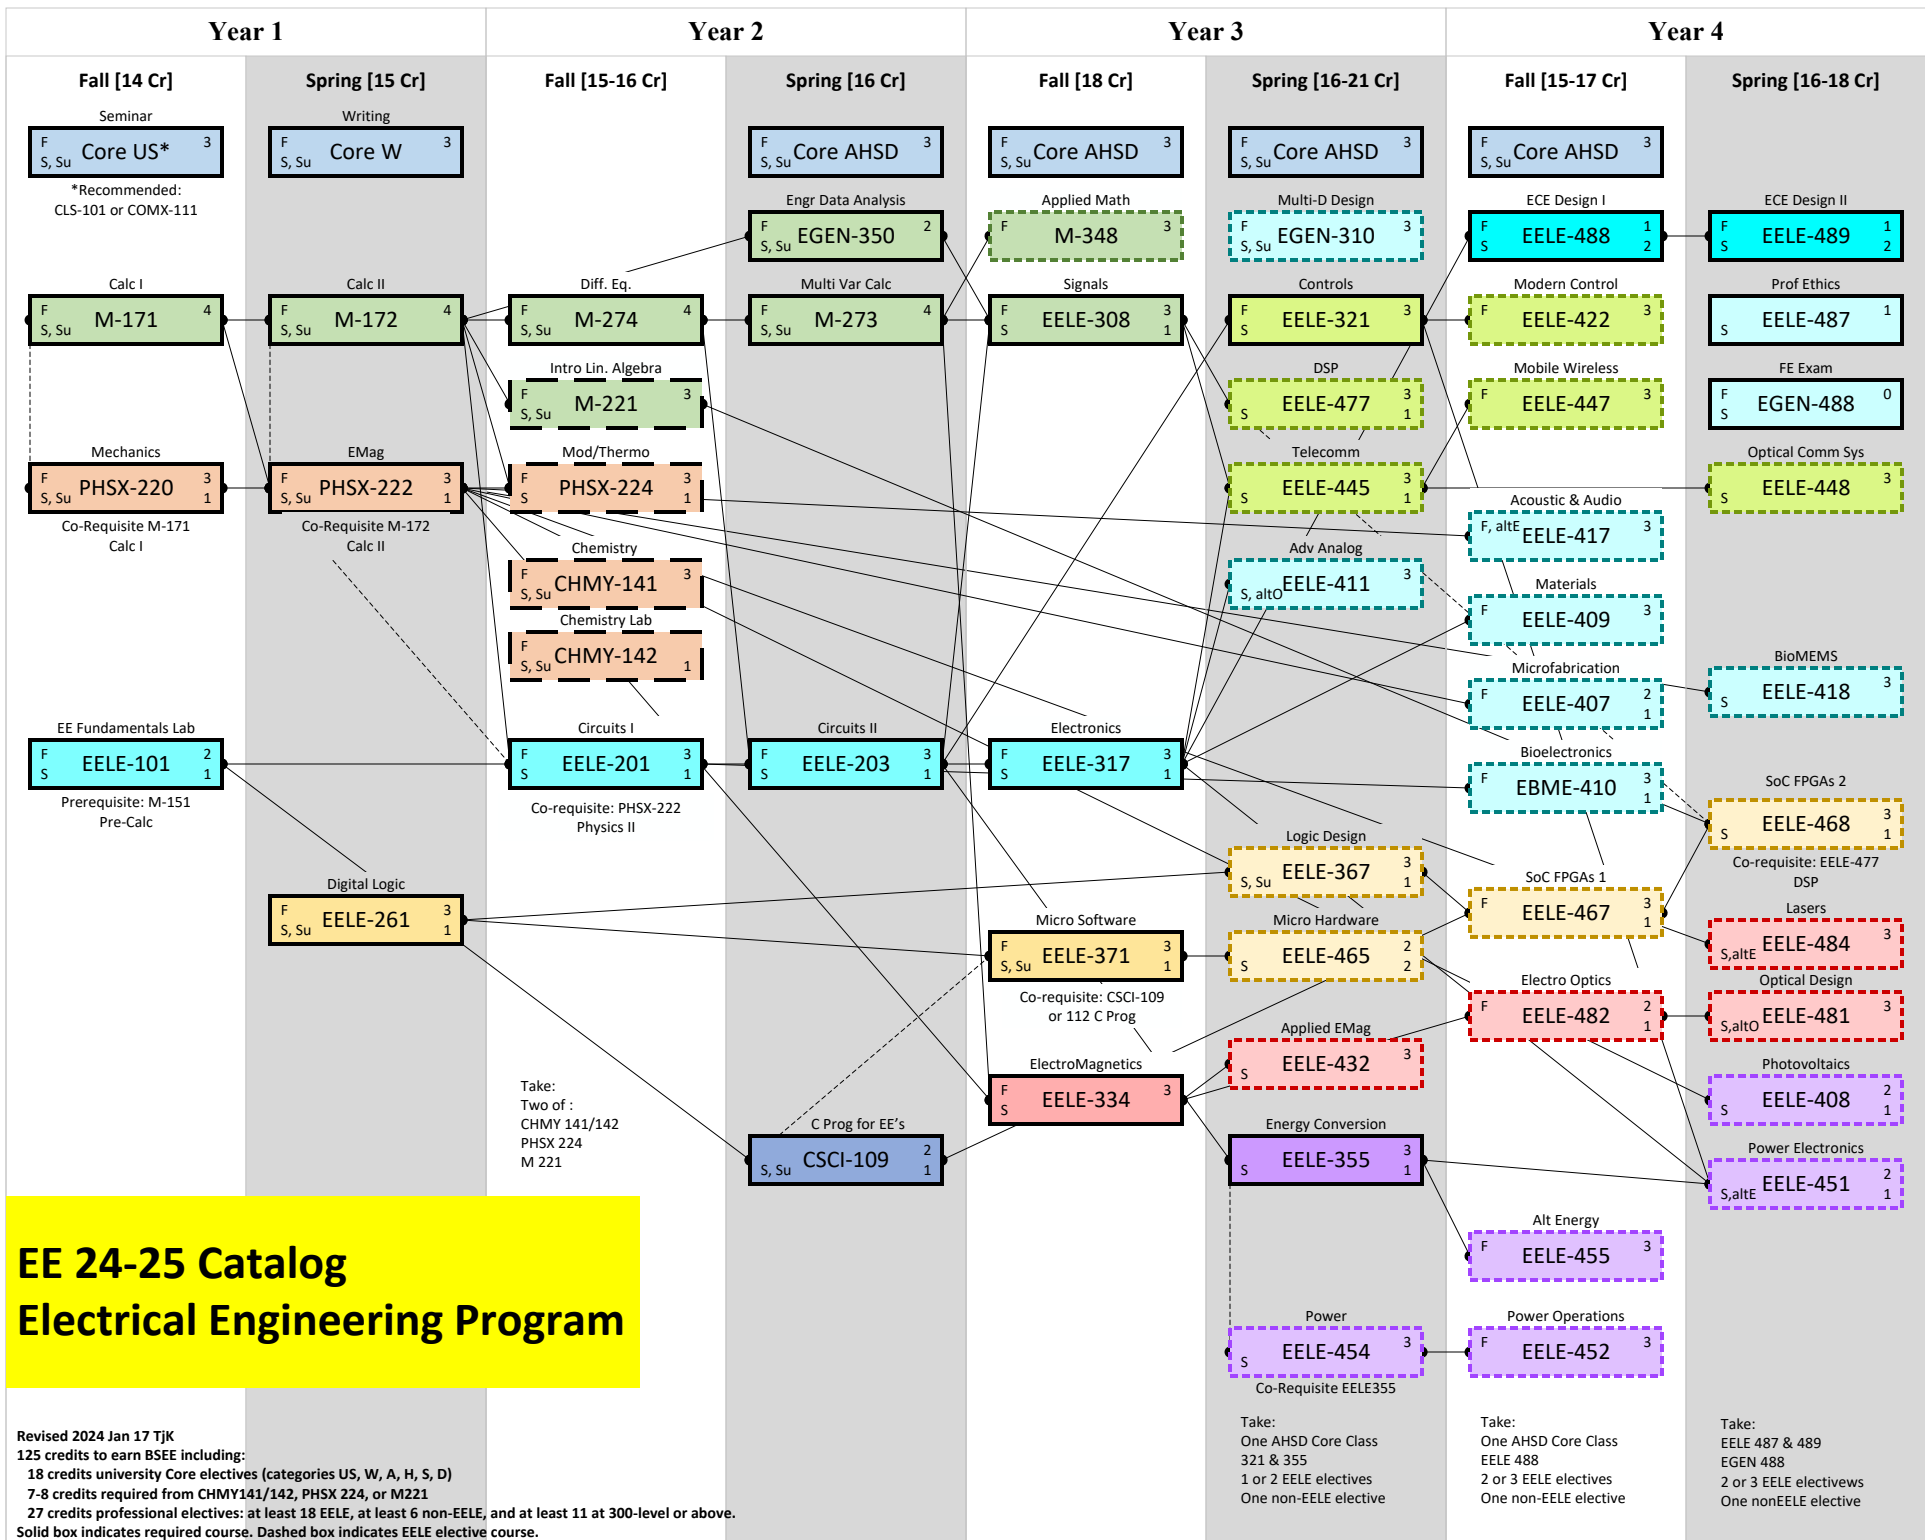 Year 1
Year 2
Year 3
Year 4
Fall [14 Cr]
Spring [15 Cr]
Fall [15-16 Cr]
Spring [16 Cr]
Fall [18 Cr]
Spring [16-21 Cr]
Fall [15-17 Cr]
Spring [16-18 Cr]
Seminar
F
S, Su
Core US*
3
*Recommended:
CLS-101 or COMX-111
Calc I
F
S, Su
M-171
4
Mechanics
F
S, Su
PHSX-220
3
1
Co-Requisite M-171
Calc I
EE Fundamentals Lab
F
S
EELE-101
2
1
Prerequisite: M-151
Pre-Calc
Writing
F
S, Su
Core W
3
Calc II
F
S, Su
M-172
4
EMag
F
S, Su
PHSX-222
3
1
Co-Requisite M-172
Calc II
Digital Logic
F
S, Su
EELE-261
3
1
Diff. Eq.
F
S, Su
M-274
4
Intro Lin. Algebra
F
S, Su
M-221
3
Mod/Thermo
F
S
PHSX-224
3
1
Chemistry
F
S, Su
CHMY-141
3
Chemistry Lab
F
S, Su
CHMY-142
1
Circuits I
F
S
EELE-201
3
1
Co-requisite: PHSX-222
Physics II
Take:
Two of :
CHMY 141/142
PHSX 224
M 221
F
S, Su
Core AHSD
3
Engr Data Analysis
F
S, Su
EGEN-350
2
Multi Var Calc
F
S, Su
M-273
4
Circuits II
F
S
EELE-203
3
1
C Prog for EE's
S, Su
CSCI-109
2
1
F
S, Su
Core AHSD
3
Applied Math
F
M-348
3
Signals
F
S
EELE-308
3
1
Electronics
F
S
EELE-317
3
1
Micro Software
F
S, Su
EELE-371
3
1
Co-requisite: CSCI-109
or 112 C Prog
ElectroMagnetics
F
S
EELE-334
3
F
S, Su
Core AHSD
3
Multi-D Design
F
S, Su
EGEN-310
3
Controls
F
S
EELE-321
3
DSP
S
EELE-477
3
1
Telecomm
S
EELE-445
3
1
Adv Analog
S, altO
EELE-411
3
Logic Design
S, Su
EELE-367
3
1
Micro Hardware
S
EELE-465
2
2
Applied EMag
S
EELE-432
3
Energy Conversion
S
EELE-355
3
1
Power
S
EELE-454
3
Co-Requisite EELE355
Take:
One AHSD Core Class
321 & 355
1 or 2 EELE electives
One non-EELE elective
F
S, Su
Core AHSD
3
ECE Design I
F
S
EELE-488
1
2
Modern Control
F
EELE-422
3
Mobile Wireless
F
EELE-447
3
Acoustic & Audio
F, altE
EELE-417
3
Materials
F
EELE-409
3
Microfabrication
F
EELE-407
2
1
Bioelectronics
F
EBME-410
3
1
SoC FPGAs 1
F
EELE-467
3
1
Electro Optics
F
EELE-482
2
1
Alt Energy
F
EELE-455
3
Power Operations
F
EELE-452
3
Take:
One AHSD Core Class
EELE 488
2 or 3 EELE electives
One non-EELE elective
ECE Design II
F
S
EELE-489
1
2
Prof Ethics
S
EELE-487
1
FE Exam
F
S
EGEN-488
0
Optical Comm Sys
S
EELE-448
3
BioMEMS
S
EELE-418
3
SoC FPGAs 2
S
EELE-468
3
1
Co-requisite: EELE-477
DSP
Lasers
S,altE
EELE-484
3
Optical Design
S,altO
EELE-481
3
Photovoltaics
S
EELE-408
2
1
Power Electronics
S,altE
EELE-451
2
1
Take:
EELE 487 & 489
EGEN 488
2 or 3 EELE electivews
One nonEELE elective
EE 24-25 Catalog
Electrical Engineering Program
Revised 2024 Jan 17 TjK
125 credits to earn BSEE including:
18 credits university Core electives (categories US, W, A, H, S, D)
7-8 credits required from CHMY141/142, PHSX 224, or M221
27 credits professional electives: at least 18 EELE, at least 6 non-EELE, and at least 11 at 300-level or above.
Solid box indicates required course. Dashed box indicates EELE elective course.